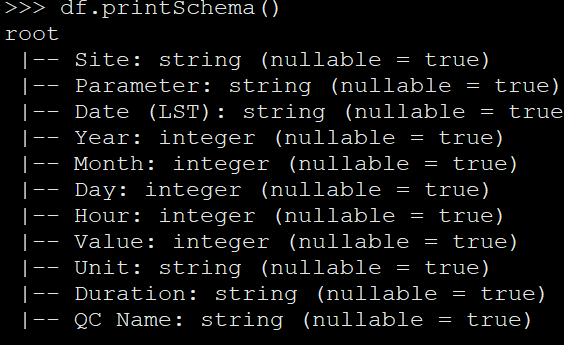 >>> df.printSchema()
root
 |-- Site: string (nullable = true)
 |-- Parameter: string (nullable = true)
 |-- Date (LST): string (nullable = true
 |-- Year: integer (nullable = true)
 |-- Month: integer (nullable = true)
 |-- Day: integer (nullable = true)
 |-- Hour: integer (nullable = true)
 |-- Value: integer (nullable = true)
 |-- Unit: string (nullable = true)
 |-- Duration: string (nullable = true)
 |-- QC Name: string (nullable = true)